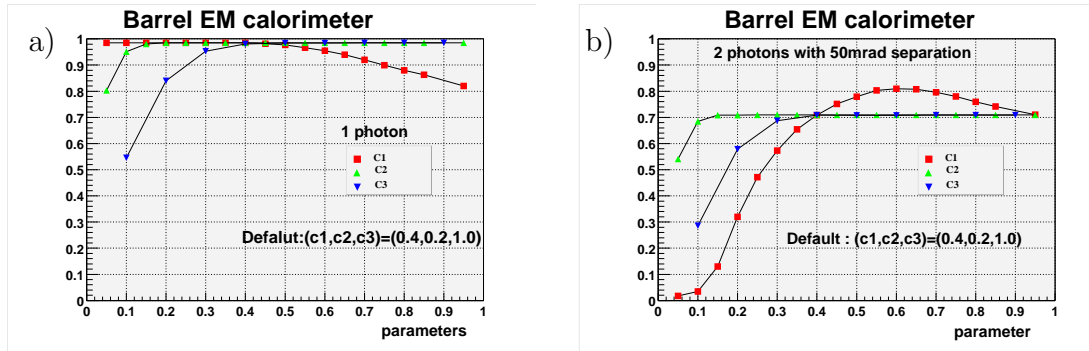 Barrel EM calorimeter
a)
1
0.9
0.8
0.7
0.6
0.5
0.4
0.3
0.2
0.1
0
1 photon
C1
C2
C3
Defalut:(c1,c2,c3)=(0.4,0.2,1.0)
0 0.1 0.2 0.3 0.4 0.5 0.6 0.7 0.8 0.9 1
parameters
Barrel EM calorimeter
b)
2 photons with 50mrad separation
1
0.9
0.8
0.7
0.6
0.5
0.4
0.3
0.2
0.1
0
C1
C2
C3
Default : (c1,c2,c3)=(0.4,0.2,1.0)
0 0.1 0.2 0.3 0.4 0.5 0.6 0.7 0.8 0.9 1
parameter